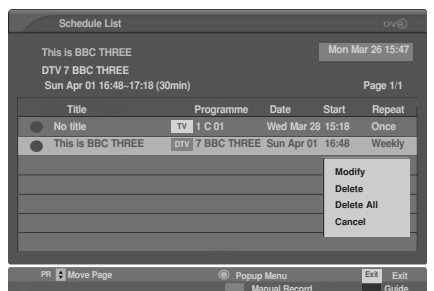 Schedule List
DVR
This is BBC THREE
Mon Mar 26 15:47
DTV 7 BBC THREE
Sun Apr 01 16:48~17:18 (30min)
Page 1/1
Title Programme Date Start Repeat
No title TV 1 C 01 Wed Mar 28 15:18 Once
This is BBC THREE DTV 7 BBC THREE Sun Apr 01 16:48 Weekly
Modify
Delete
Delete All
Cancel
PR Move Page Popup Menu Exit Exit
Manual Record Guide